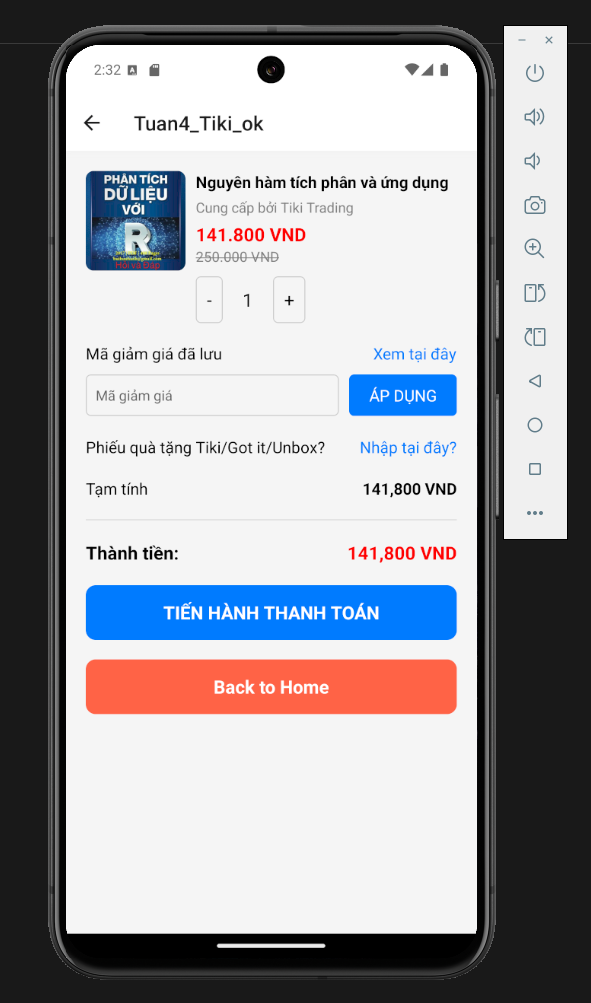 2:32
Tuan4_Tiki_ok
PHÂN TÍCH
DỮ LIỆU
VỚI
R
Hỏi và Đáp
Nguyên hàm tích phân và ứng dụng
Cung cấp bởi Tiki Trading
141.800 VND
250.000 VND
- 1 +
Mã giảm giá đã lưu Xem tại đây
Mã giảm giá ÁP DỤNG
Phiếu quà tặng Tiki/Got it/Unbox? Nhập tại đây?
Tạm tính 141,800 VND
Thành tiền: 141,800 VND
TIẾN HÀNH THANH TOÁN
Back to Home